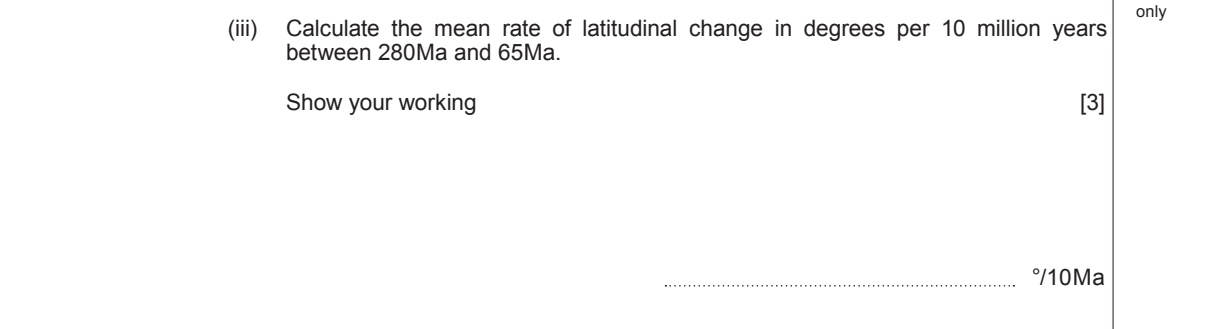 only
(iii) Calculate the mean rate of latitudinal change in degrees per 10 million years
between 280Ma and 65Ma.
Show your working [3]
°/10Ma